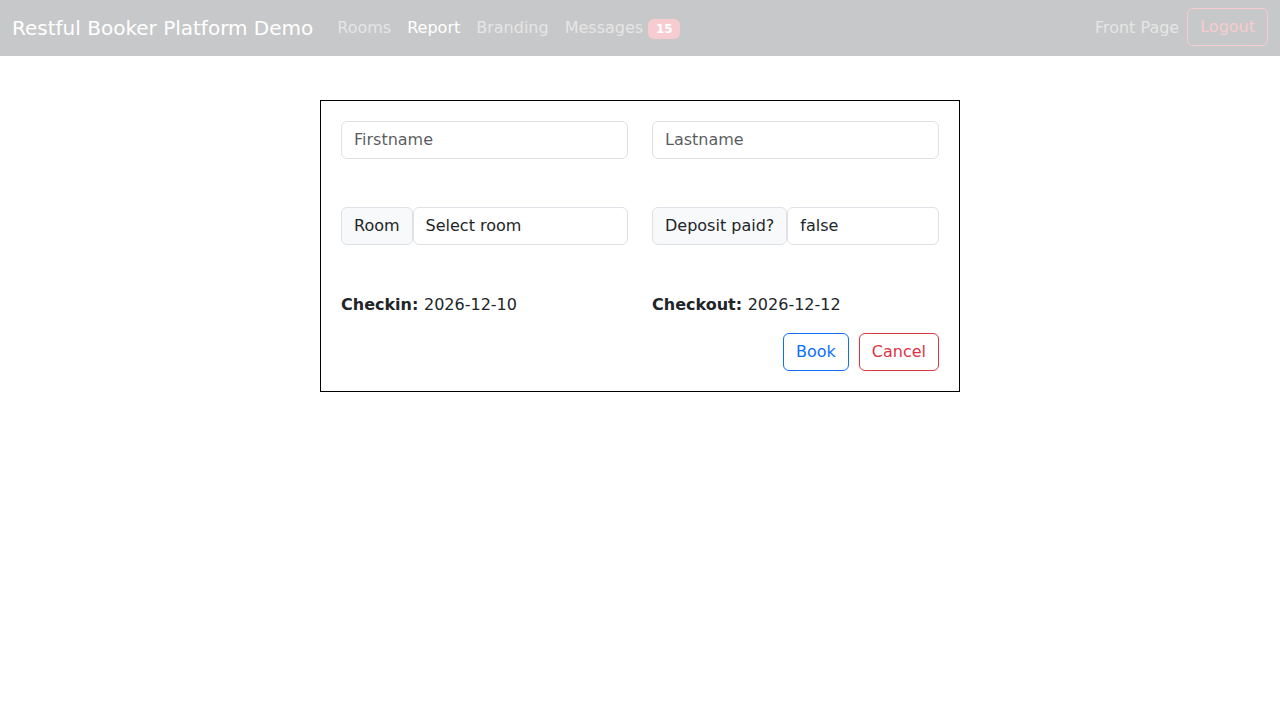 Restful Booker Platform Demo Rooms Report Branding Messages 15 Front Page Logout
Firstname Lastname
Room Select room Deposit paid? false
Checkin: 2026-12-10 Checkout: 2026-12-12
Book Cancel